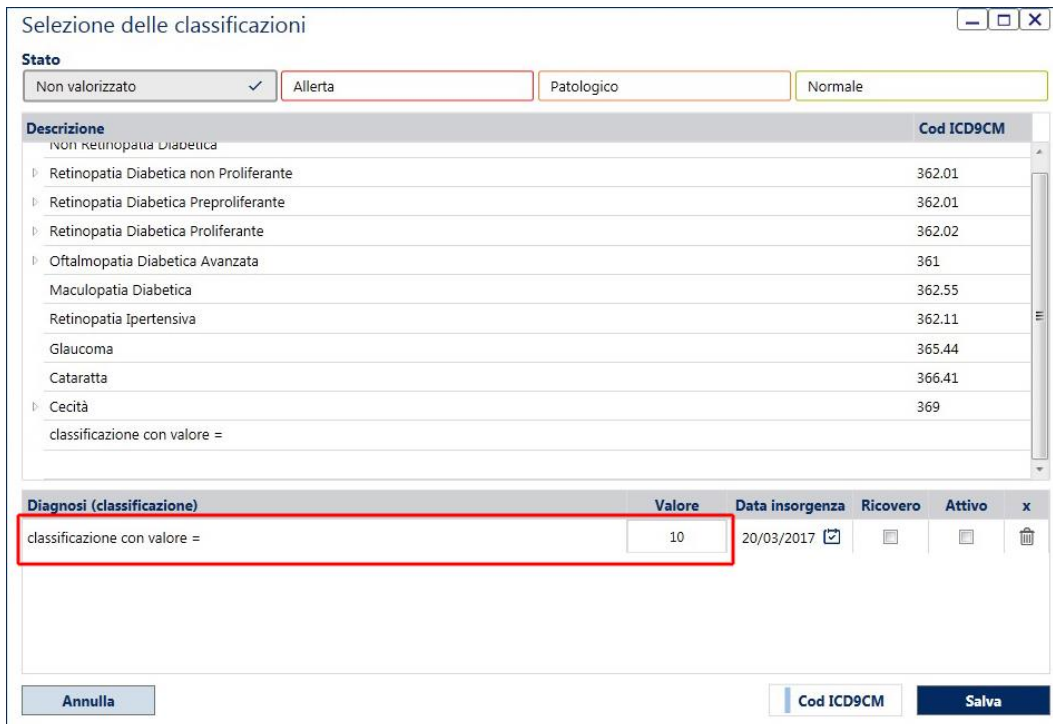 Selezione delle classificazioni
Stato
Non valorizzato Allerta Patologico Normale
Descrizione Cod ICD9CM
Non Retinopatia Diabetica
Retinopatia Diabetica non Proliferante 362.01
Retinopatia Diabetica Preproliferante 362.01
Retinopatia Diabetica Proliferante 362.02
Oftalmopatia Diabetica Avanzata 361
Maculopatia Diabetica 362.55
Retinopatia Ipertensiva 362.11
Glaucoma 365.44
Cataratta 366.41
Cecità 369
classificazione con valore =
Diagnosi (classificazione) Valore Data insorgenza Ricovero Attivo x
classificazione con valore = 10 20/03/2017
Annulla Cod ICD9CM Salva